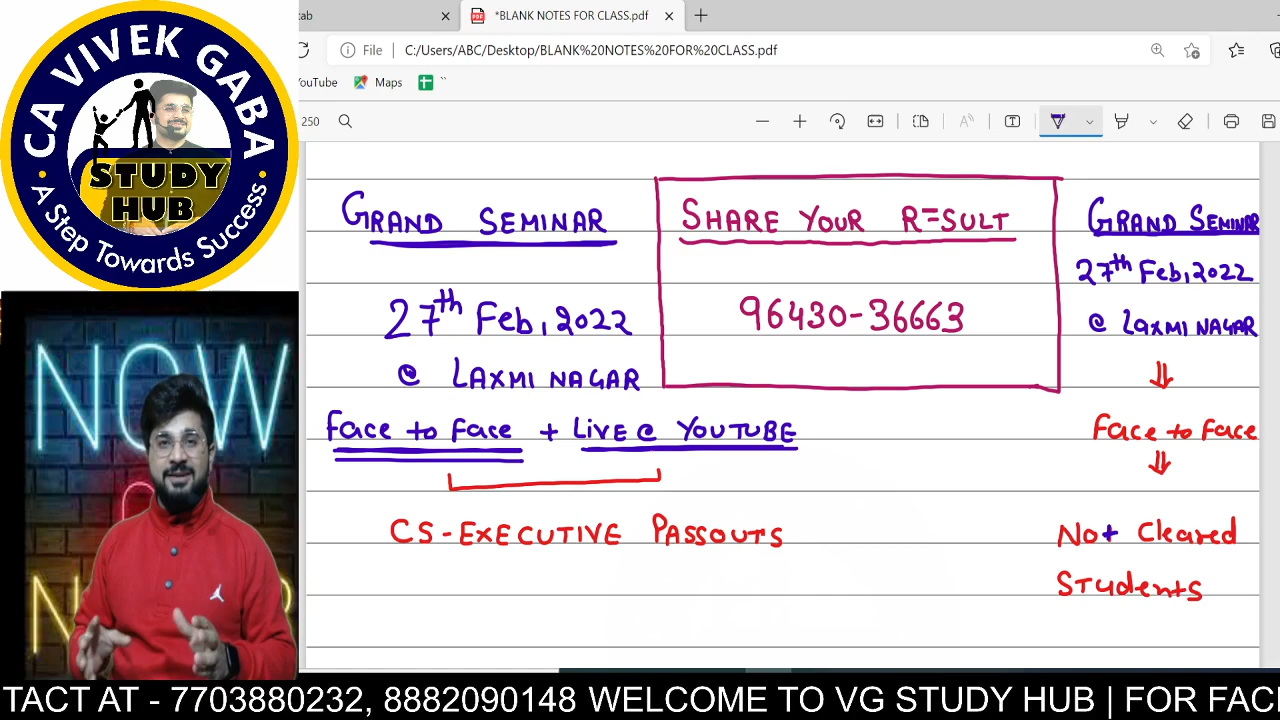 tab
*BLANK NOTES FOR CLASS.pdf
File C:/Users/ABC/Desktop/BLANK%20NOTES%20FOR%20CLASS.pdf
YouTube Maps ``
250
CA VIVEK GABA
STUDY
HUB
A Step Towards Success
GRAND SEMINAR
27th Feb, 2022
@ LAXMI NAGAR
Face to Face + LIVE @ YOUTUBE
CS-EXECUTIVE PASSOUTS
SHARE YOUR R=SULT
96430-36663
GRAND SEMINAR
27th Feb, 2022
@ LAXMI NAGAR
Face to Face
Not Cleared
Students
NOW
TACT AT - 7703880232, 8882090148 WELCOME TO VG STUDY HUB | FOR FAC